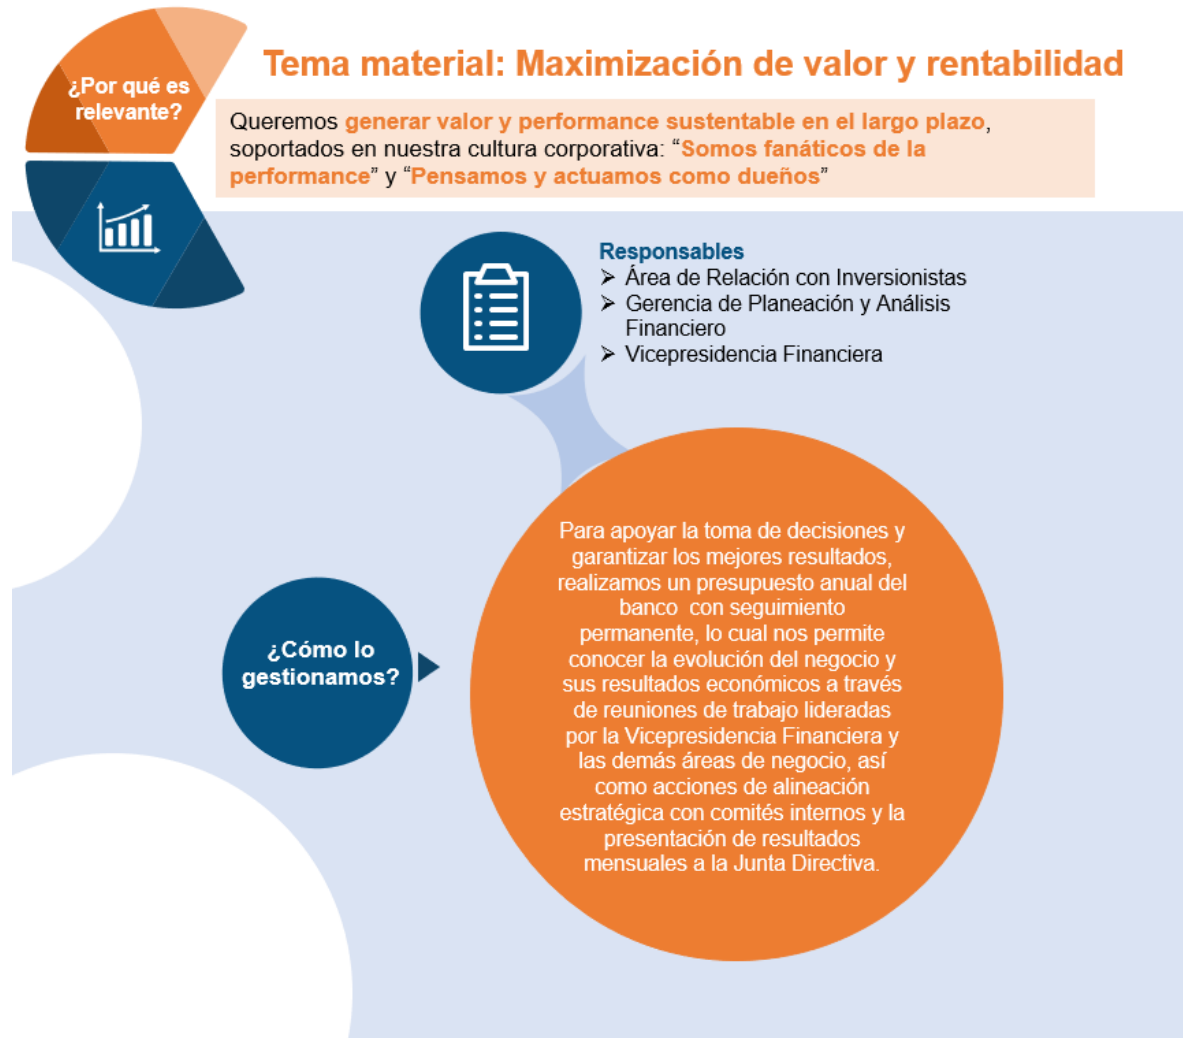 ¿Por qué es
relevante?
Tema material: Maximización de valor y rentabilidad
Queremos generar valor y performance sustentable en el largo plazo,
soportados en nuestra cultura corporativa: “Somos fanáticos de la
performance” y “Pensamos y actuamos como dueños”
Responsables
➢ Área de Relación con Inversionistas
➢ Gerencia de Planeación y Análisis
Financiero
➢ Vicepresidencia Financiera
¿Cómo lo
gestionamos?
Para apoyar la toma de decisiones y
garantizar los mejores resultados,
realizamos un presupuesto anual del
banco con seguimiento
permanente, lo cual nos permite
conocer la evolución del negocio y
sus resultados económicos a través
de reuniones de trabajo lideradas
por la Vicepresidencia Financiera y
las demás áreas de negocio, así
como acciones de alineación
estratégica con comités internos y la
presentación de resultados
mensuales a la Junta Directiva.